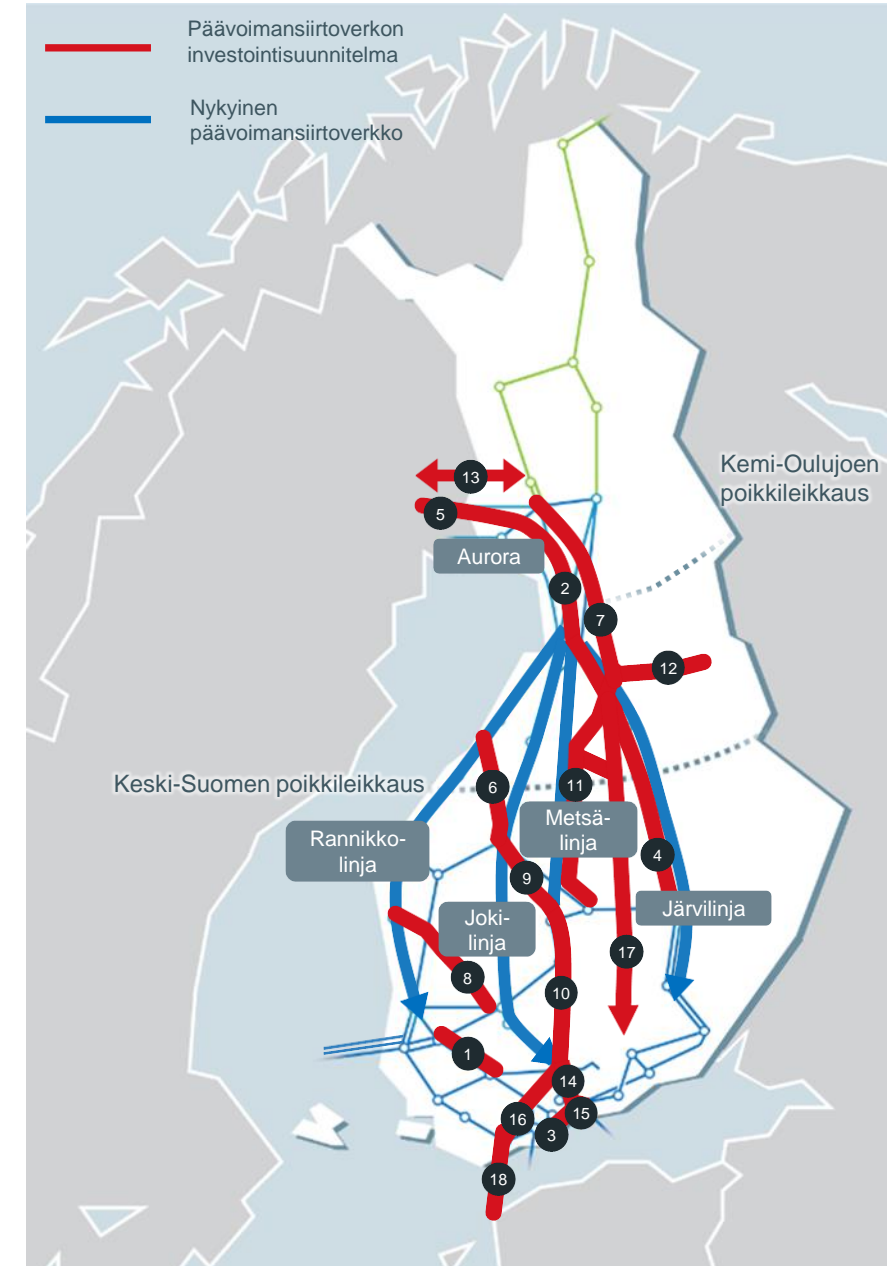 Päävoimansiirtoverkon
investointisuunnitelma
Nykyinen
päävoimansiirtoverkko
Kemi-Oulujoen
poikkileikkaus
13
5
Aurora
2
7
12
Keski-Suomen poikkileikkaus
6
11
Rannikko-
linja
Metsä-
linja
4
9
Joki-
linja
Järvilinja
8
17
10
1
14
15
16
3
18